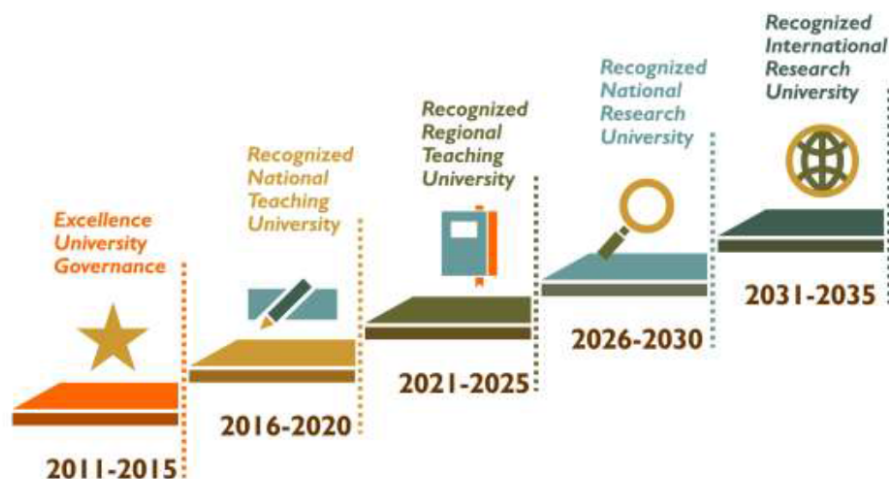 Excellence
University
Governance
2011-2015
Recognized
National
Teaching
University
2016-2020
Recognized
Regional
Teaching
University
2021-2025
Recognized
National
Research
University
2026-2030
Recognized
International
Research
University
2031-2035